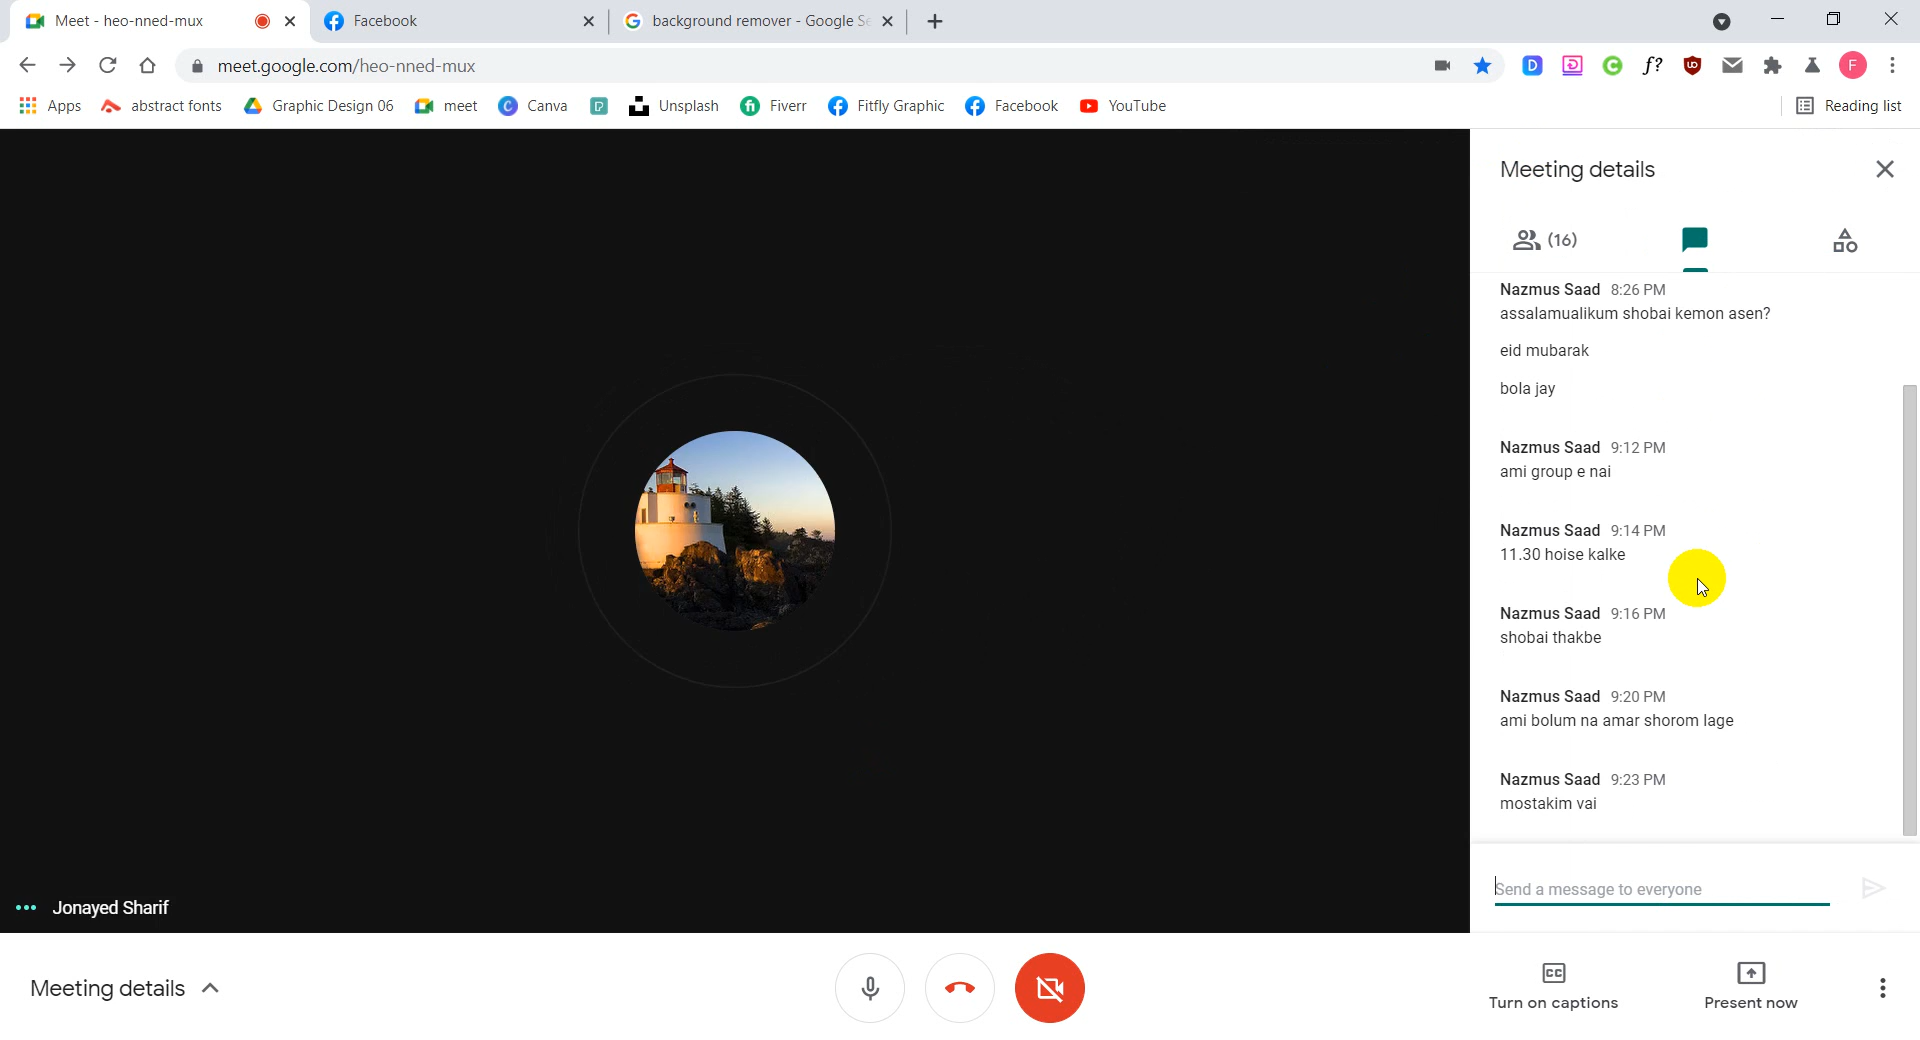 Meet - heo-nned-mux
Facebook
background remover - Google Se
meet.google.com/heo-nned-mux
Apps
abstract fonts
Graphic Design 06
meet
Canva
Unsplash
Fiverr
Fitfly Graphic
Facebook
YouTube
Reading list
Meeting details
(16)
Nazmus Saad 8:26 PM
assalamualikum shobai kemon asen?
eid mubarak
bola jay
Nazmus Saad 9:12 PM
ami group e nai
Nazmus Saad 9:14 PM
11.30 hoise kalke
Nazmus Saad 9:16 PM
shobai thakbe
Nazmus Saad 9:20 PM
ami bolum na amar shorom lage
Nazmus Saad 9:23 PM
mostakim vai
Send a message to everyone
Jonayed Sharif
Meeting details
Turn on captions
Present now